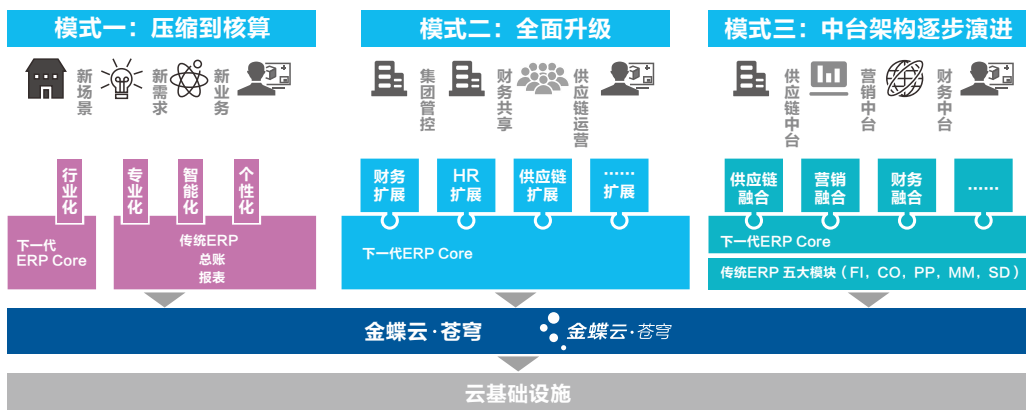 模式一：压缩到核算
新场景
新需求
新业务
行业化
专业化
智能化
个性化
下一代
ERP Core
传统ERP
总账
报表
模式二：全面升级
集团管控
财务共享
供应链运营
财务
扩展
HR
扩展
供应链
扩展
······
扩展
下一代ERP Core
模式三：中台架构逐步演进
供应链中台
营销中台
财务中台
供应链
融合
营销
融合
财务
融合
······
下一代ERP Core
传统ERP 五大模块（FI，CO，PP，MM，SD）
金蝶云·苍穹
金蝶云·苍穹
云基础设施